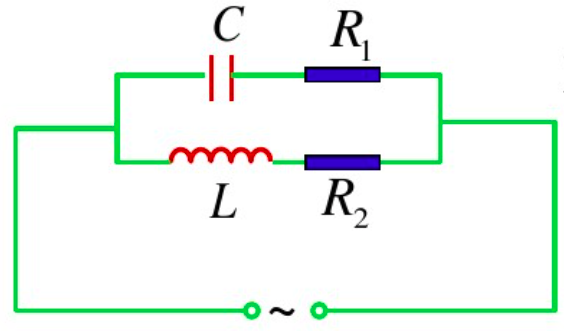 C R₁
L R₂
~